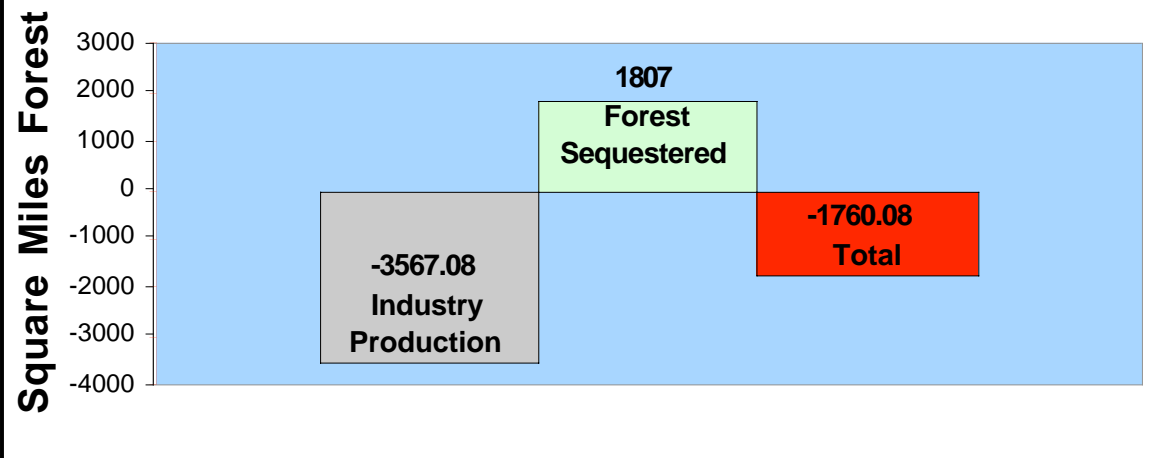 Square Miles Forest
3000
2000
1000
0
-1000
-2000
-3000
-4000
1807
Forest
Sequestered
-3567.08
Industry
Production
-1760.08
Total